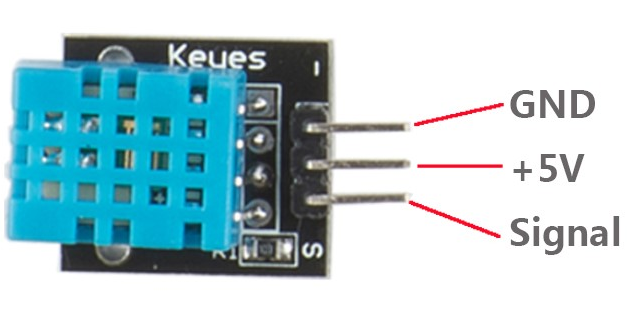 Keyes
–
GND
+5V
Signal
R1
S